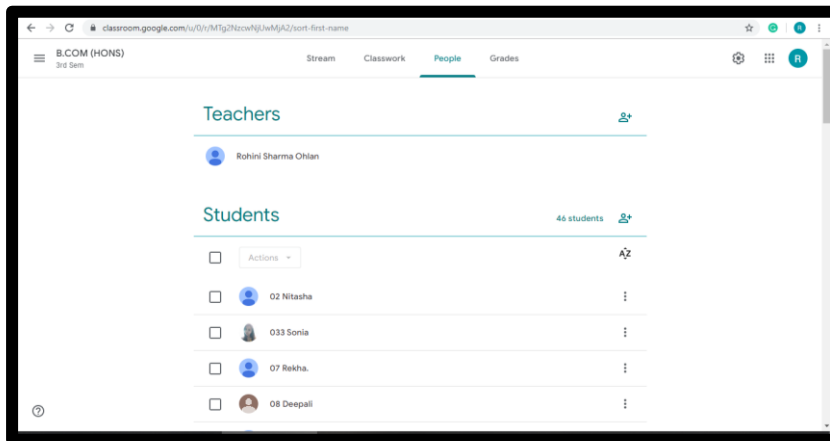 classroom.google.com/u/0/r/MTg2NzcwNjUwMjA2/sort-first-name
R
B.COM (HONS)
3rd Sem
Stream
Classwork
People
Grades
R
Teachers
Rohini Sharma Ohlan
Students
46 students
Actions
AZ
02 Nitasha
033 Sonia
07 Rekha.
08 Deepali